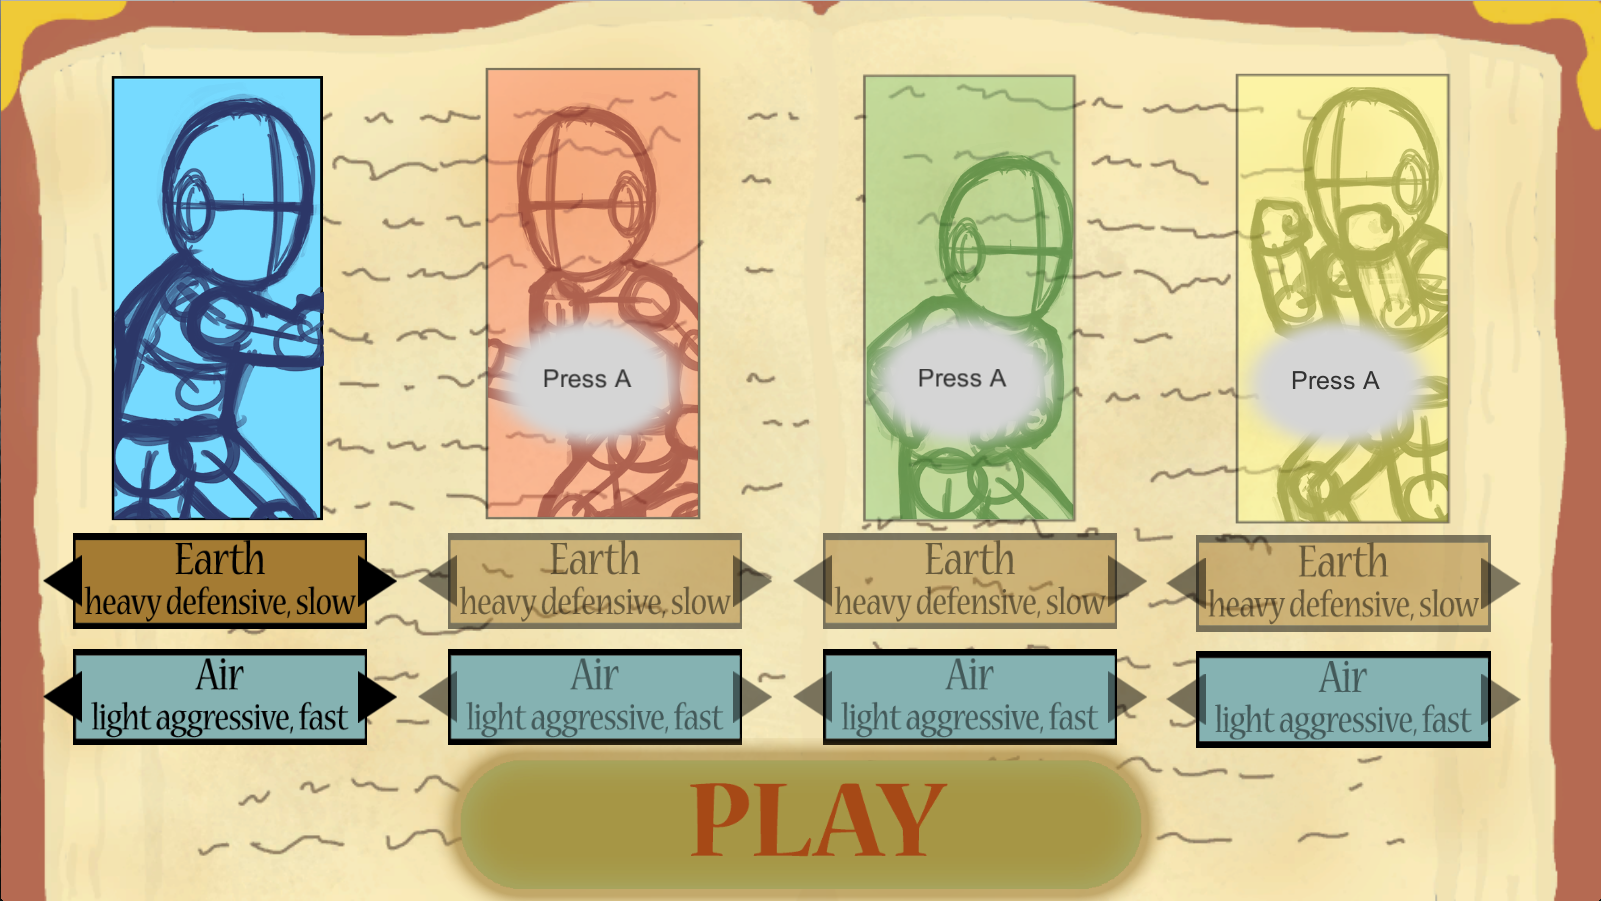 Press A
Press A
Press A
Earth
heavy defensive, slow
Earth
heavy defensive, slow
Earth
heavy defensive, slow
Earth
heavy defensive, slow
Air
light aggressive, fast
Air
light aggressive, fast
Air
light aggressive, fast
Air
light aggressive, fast
PLAY